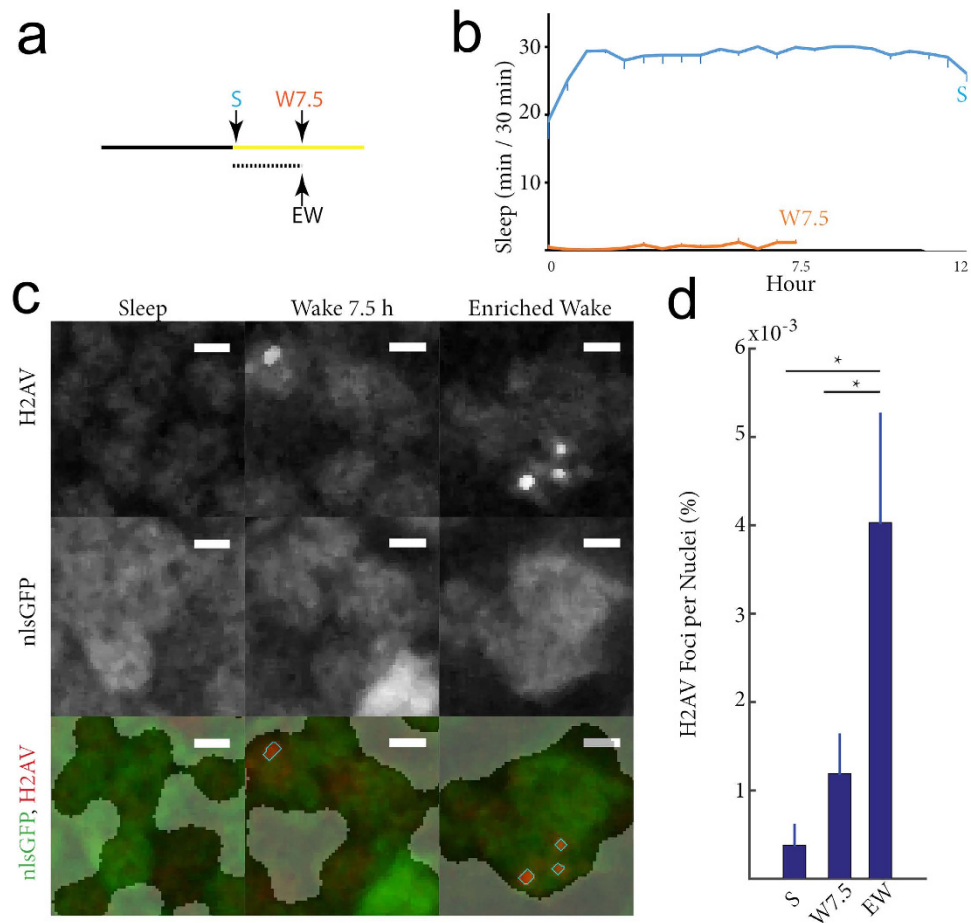 a
S
W7.5
EW
b
Sleep (min / 30 min)
30
20
10
S
W7.5
0
7.5
12
Hour
c
Sleep
Wake 7.5 h
Enriched Wake
H2AV
nlsGFP
nlsGFP, H2AV
d
x10-3
H2AV Foci per Nuclei (%)
6
5
4
3
2
1
*
*
S
W7.5
EW